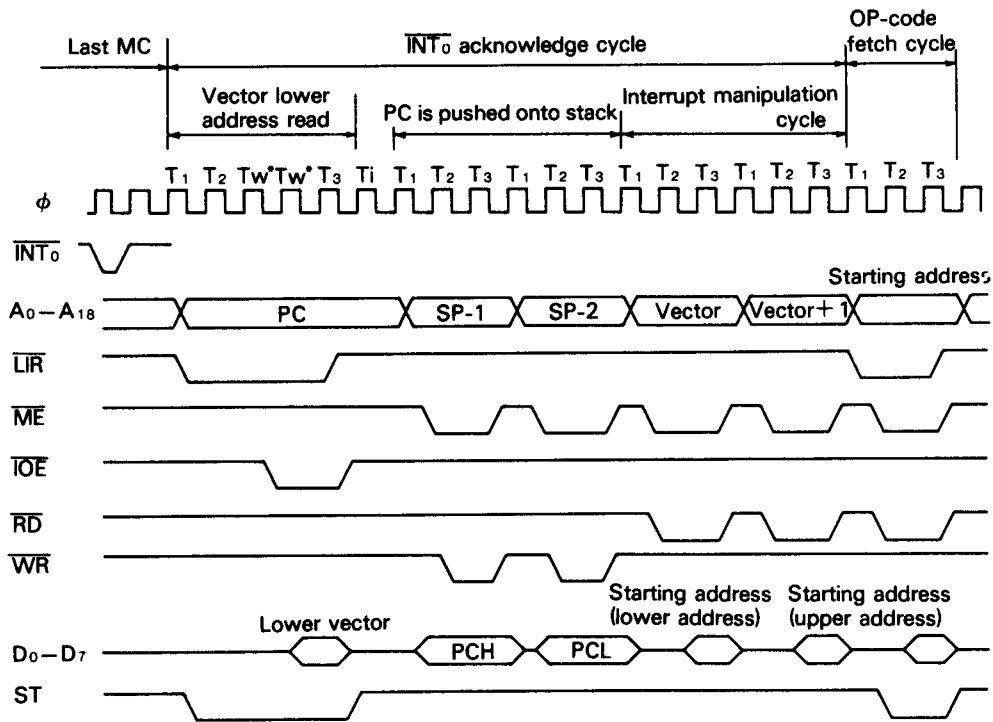 Last MC
INT₀ acknowledge cycle
OP-code
fetch cycle
Vector lower
address read
PC is pushed onto stack
Interrupt manipulation
cycle
T₁ T₂ Tw* Tw* T₃ Ti T₁ T₂ T₃ T₁ T₂ T₃ T₁ T₂ T₃ T₁ T₂ T₃ T₁ T₂ T₃
ϕ
INT₀
Starting address
A₀—A₁₈ PC SP-1 SP-2 Vector Vector+1
LIR
ME
IOE
RD
WR
Starting address
(lower address)
Starting address
(upper address)
Lower vector
D₀—D₇ PCH PCL
ST